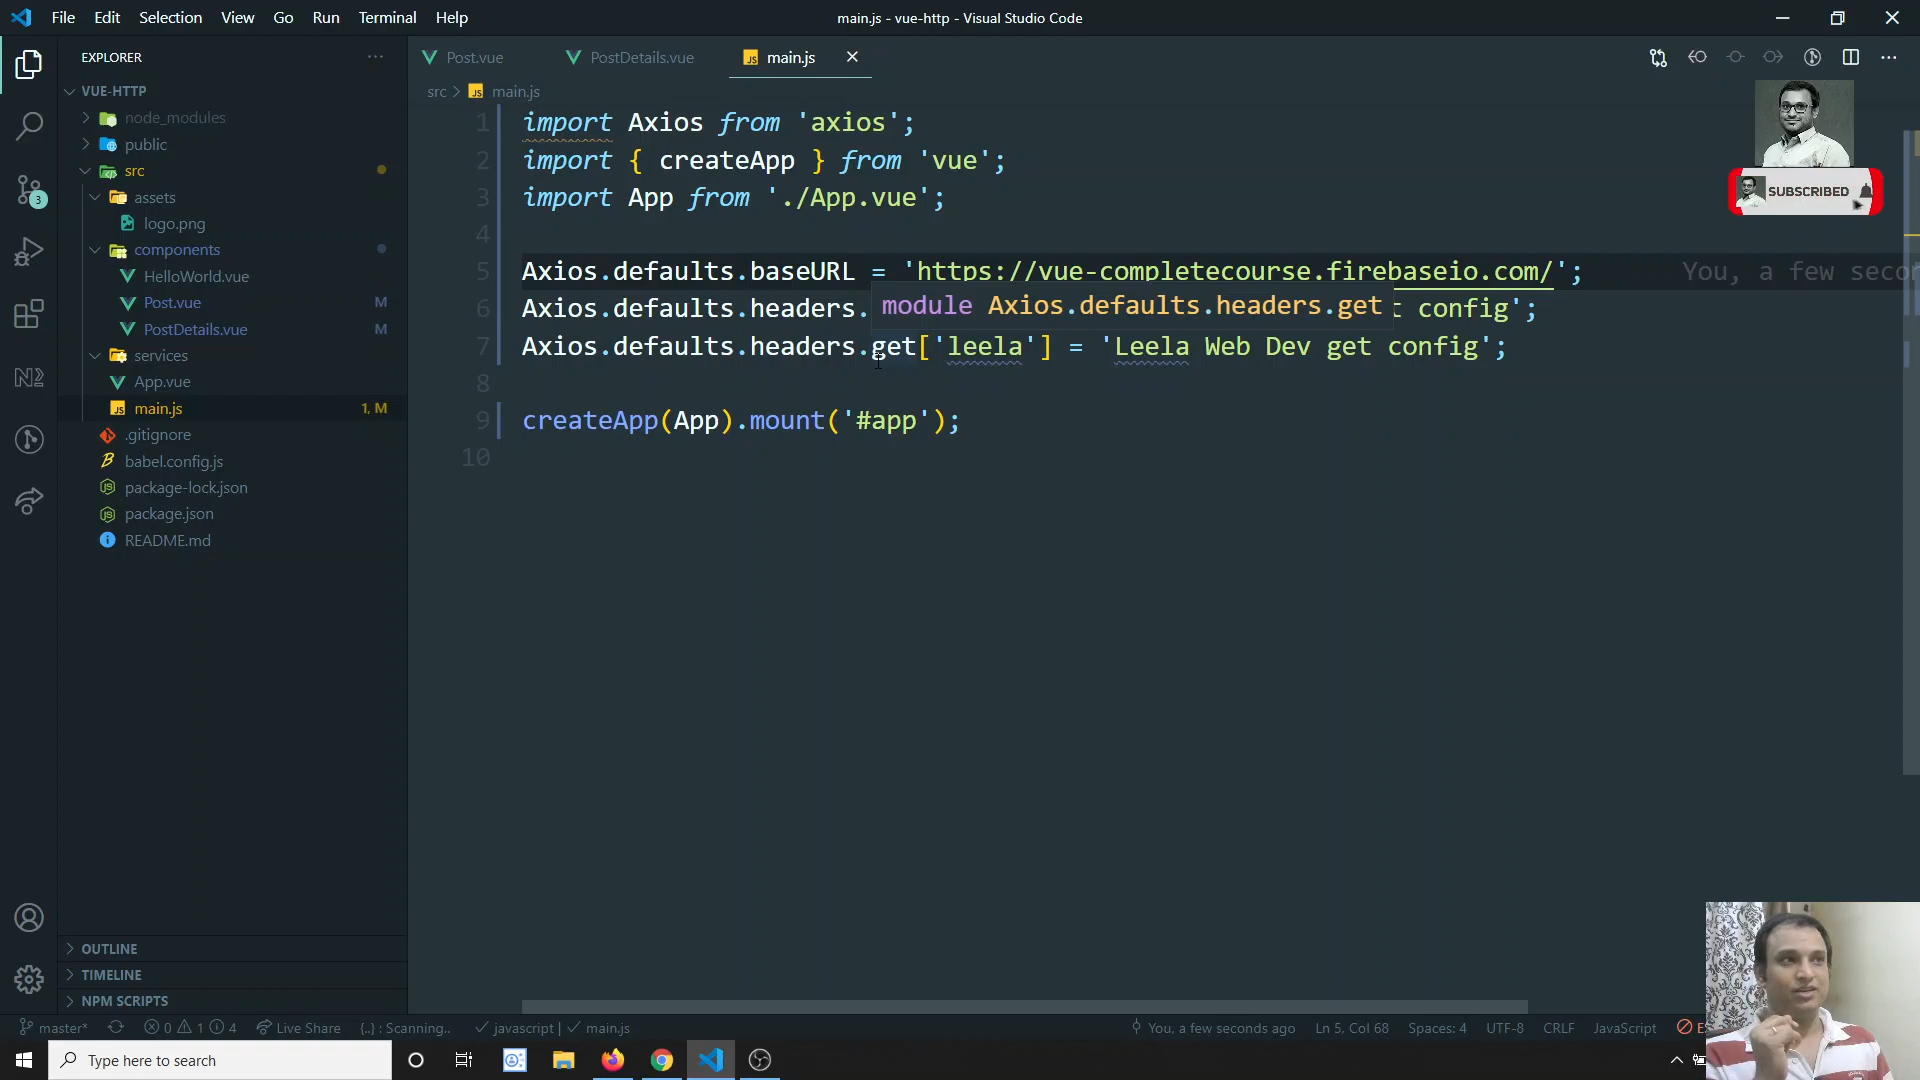 File Edit Selection View Go Run Terminal Help
main.js - vue-http - Visual Studio Code
EXPLORER
Post.vue
PostDetails.vue
main.js
VUE-HTTP
node_modules
public
src
assets
logo.png
components
HelloWorld.vue
Post.vue M
PostDetails.vue M
services
App.vue
main.js 1, M
.gitignore
babel.config.js
package-lock.json
package.json
README.md
OUTLINE
TIMELINE
NPM SCRIPTS
3
src > main.js
1 import Axios from 'axios';
2 import { createApp } from 'vue';
3 import App from './App.vue';
4
5 Axios.defaults.baseURL = 'https://vue-completecourse.firebaseio.com/'; You, a few seco
module Axios.defaults.headers.get
6 Axios.defaults.headers. config';
7 Axios.defaults.headers.get['leela'] = 'Leela Web Dev get config';
8
9 createApp(App).mount('#app');
10
SUBSCRIBED
master* 0 1 4 Live Share {..} : Scanning.. javascript | main.js
You, a few seconds ago Ln 5, Col 68 Spaces: 4 UTF-8 CRLF JavaScript
Type here to search